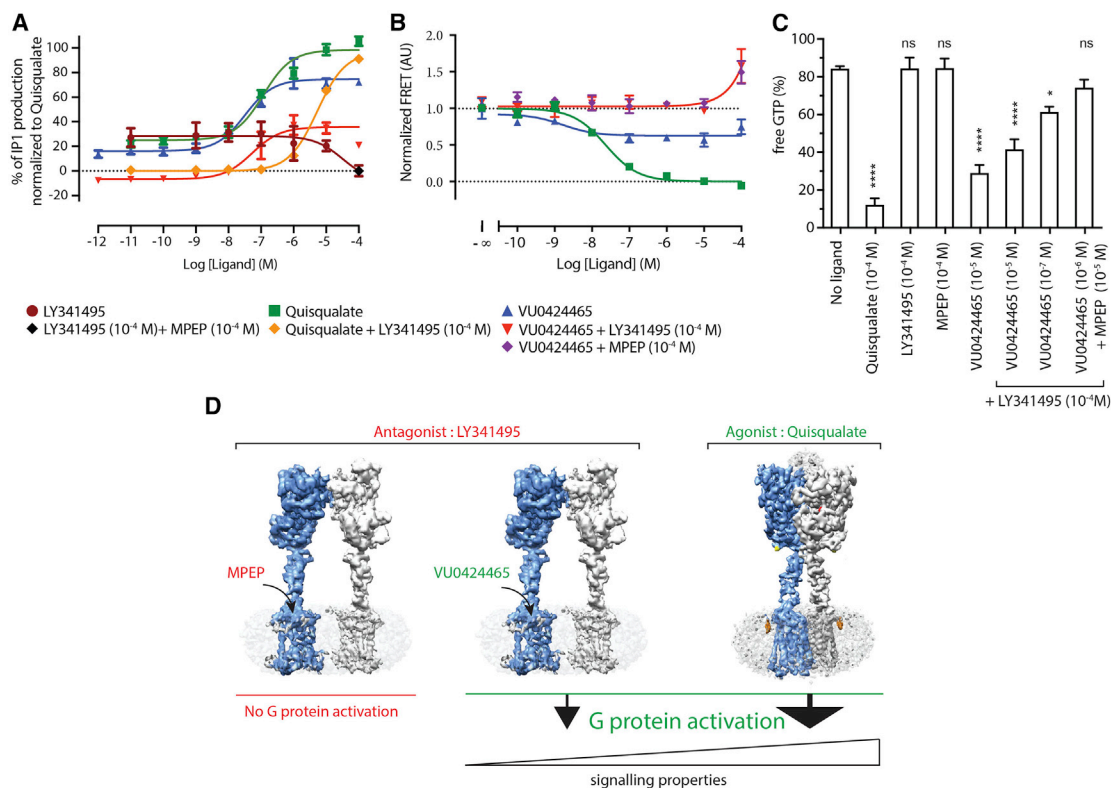 A
% of IP1 production
normalized to Quisqualate
100
80
60
40
20
0
-20
-12 -11 -10 -9 -8 -7 -6 -5 -4
Log [Ligand] (M)
B
Normalized FRET (AU)
2.0
1.5
1.0
0.5
0.0
-∞ -10 -9 -8 -7 -6 -5 -4
Log [Ligand] (M)
C
free GTP (%)
100
80
60
40
20
0
**** ns ns **** **** * ns
No ligand
Quisqualate (10⁻⁴ M)
LY341495 (10⁻⁴ M)
MPEP (10⁻⁴ M)
VU0424465 (10⁻⁵ M)
VU0424465 (10⁻⁵ M)
VU0424465 (10⁻⁷ M)
VU0424465 (10⁻⁶ M)
+ MPEP (10⁻⁵ M)
+ LY341495 (10⁻⁴M)
LY341495
LY341495 (10⁻⁴ M)+ MPEP (10⁻⁴ M)
Quisqualate
Quisqualate + LY341495 (10⁻⁴ M)
VU0424465
VU0424465 + LY341495 (10⁻⁴ M)
VU0424465 + MPEP (10⁻⁴ M)
D
Antagonist : LY341495
Agonist : Quisqualate
MPEP
VU0424465
No G protein activation
G protein activation
signalling properties